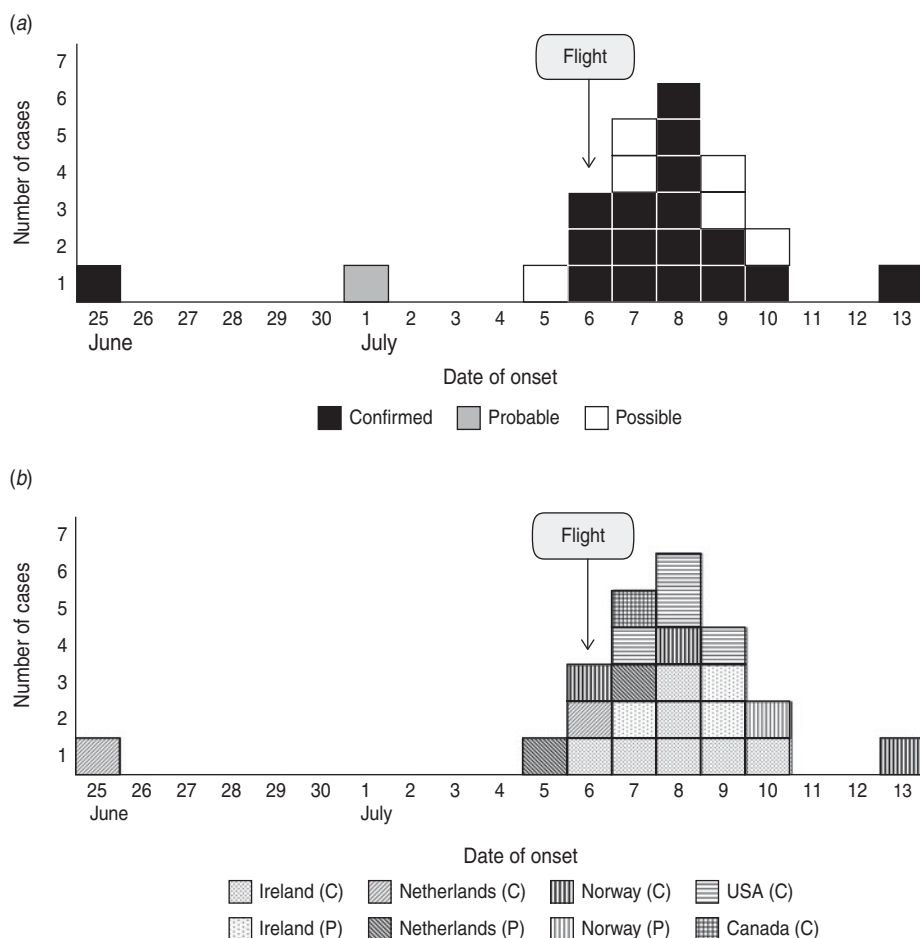 (a)
Flight
7
6
5
4
3
2
1
Number of cases
25 26 27 28 29 30 1 2 3 4 5 6 7 8 9 10 11 12 13
June July
Date of onset
Confirmed Probable Possible
(b)
Flight
7
6
5
4
3
2
1
Number of cases
25 26 27 28 29 30 1 2 3 4 5 6 7 8 9 10 11 12 13
June July
Date of onset
Ireland (C) Netherlands (C) Norway (C) USA (C)
Ireland (P) Netherlands (P) Norway (P) Canada (C)